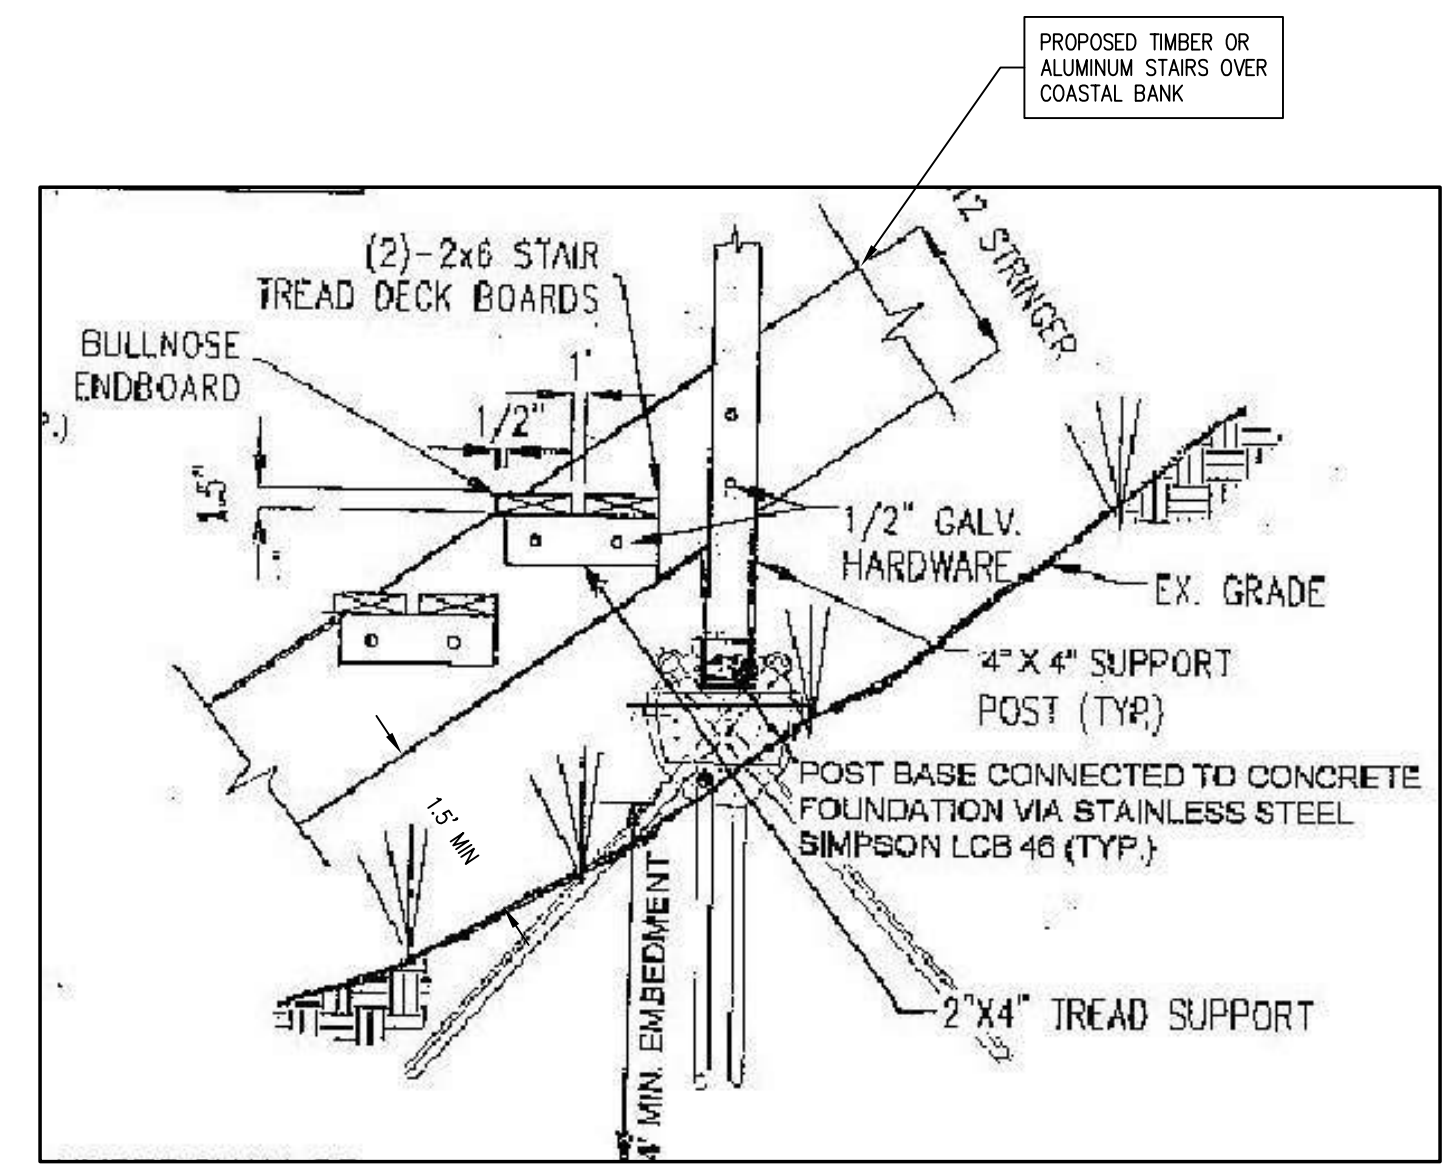 PROPOSED TIMBER OR
ALUMINUM STAIRS OVER
COASTAL BANK
12 STRINGER
(2)-2x6 STAIR
TREAD DECK BOARDS
BULLNOSE
ENDBOARD
P.)
1"
1/2"
1.5"
1/2" GALV.
HARDWARE
EX. GRADE
4" X 4" SUPPORT
POST (TYP.)
POST BASE CONNECTED TO CONCRETE
FOUNDATION VIA STAINLESS STEEL
SIMPSON LCB 46 (TYP.)
1.5' MIN
4' MIN. EMBEDMENT
2"X4" TREAD SUPPORT